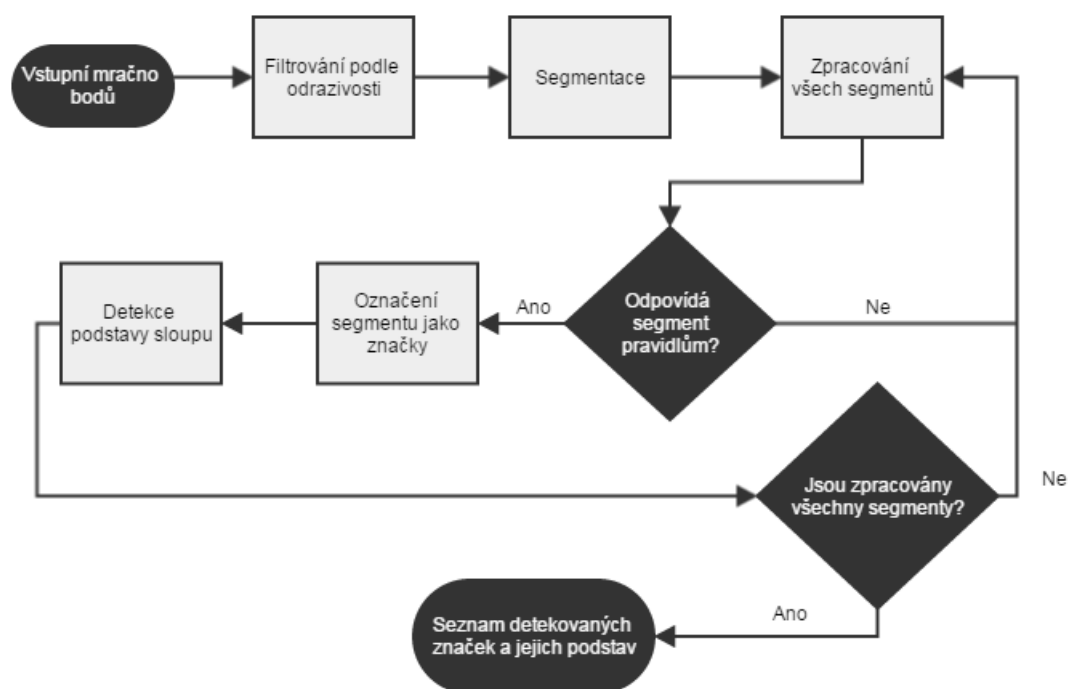 Vstupní mračno
bodů
Filtrování podle
odrazivosti
Segmentace
Zpracování
všech segmentů
Detekce
podstavy sloupu
Označení
segmentu jako
značky
Ano
Odpovídá
segment
pravidlům?
Ne
Jsou zpracovány
všechny segmenty?
Ne
Ano
Seznam detekovaných
značek a jejich podstav